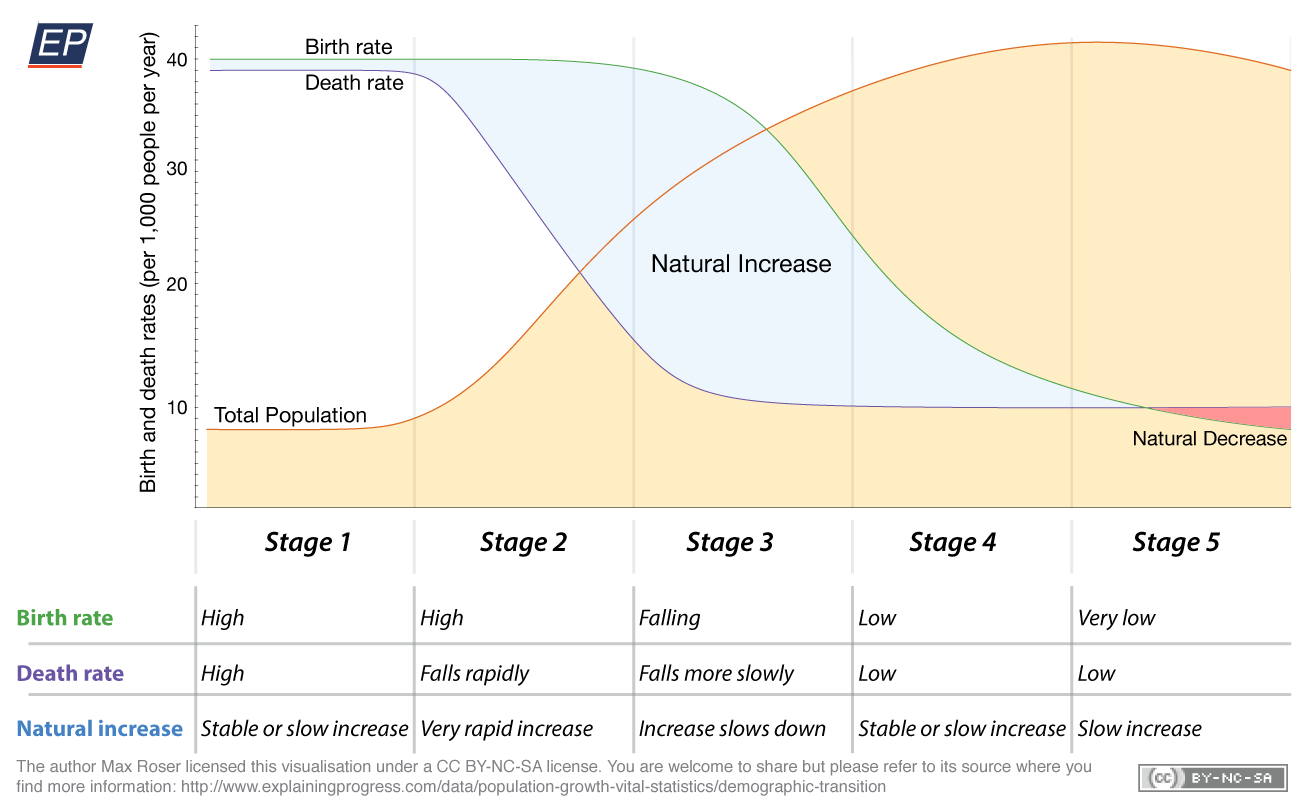 EP
Birth and death rates (per 1,000 people per year)
40
30
20
10
Birth rate
Death rate
Natural Increase
Total Population
Natural Decrease
Stage 1 Stage 2 Stage 3 Stage 4 Stage 5
Birth rate High High Falling Low Very low
Death rate High Falls rapidly Falls more slowly Low Low
Natural increase Stable or slow increase Very rapid increase Increase slows down Stable or slow increase Slow increase
The author Max Roser licensed this visualisation under a CC BY-NC-SA license. You are welcome to share but please refer to its source where you
find more information: http://www.explainingprogress.com/data/population-growth-vital-statistics/demographic-transition
cc BY-NC-SA